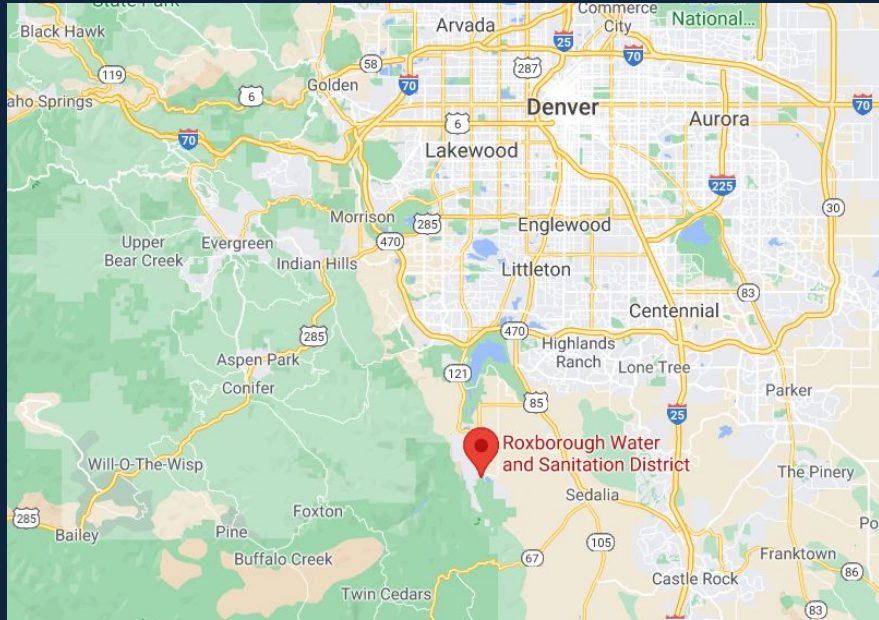 State Park
Commerce
City
National...
Arvada
25
Black Hawk
70
58
287
119
Golden
70
6
Denver
aho Springs
70
6
Aurora
70
Lakewood
225
Morrison
285
30
Upper
Bear Creek
Evergreen
470
Englewood
Indian Hills
Littleton
83
Centennial
285
470
Highlands
Ranch
Aspen Park
121
Lone Tree
Conifer
85
Parker
25
Roxborough Water
and Sanitation District
Will-O-The-Wisp
The Pinery
Sedalia
285
Foxton
Bailey
Pine
105
Po
Buffalo Creek
67
Franktown
86
Castle Rock
Twin Cedars
83